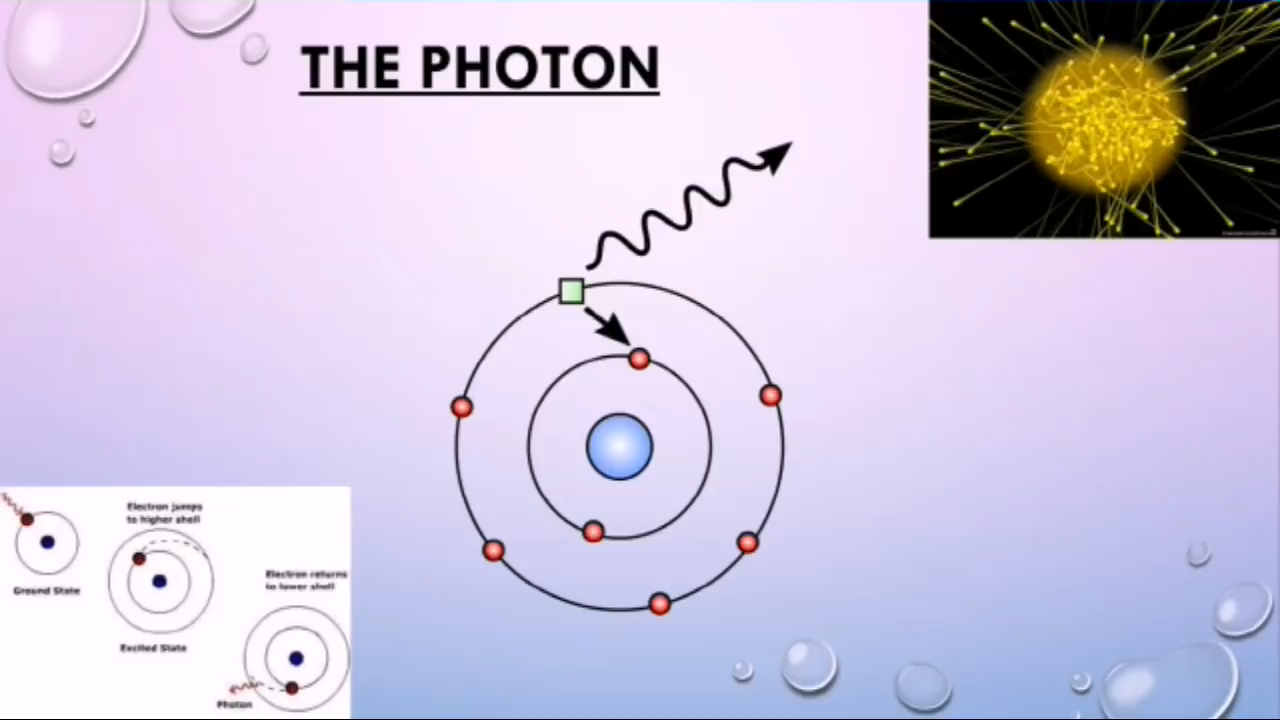 THE PHOTON
Electron jumps
to higher shell
Ground State
Electron returns
to lower shell
Excited State
Photon